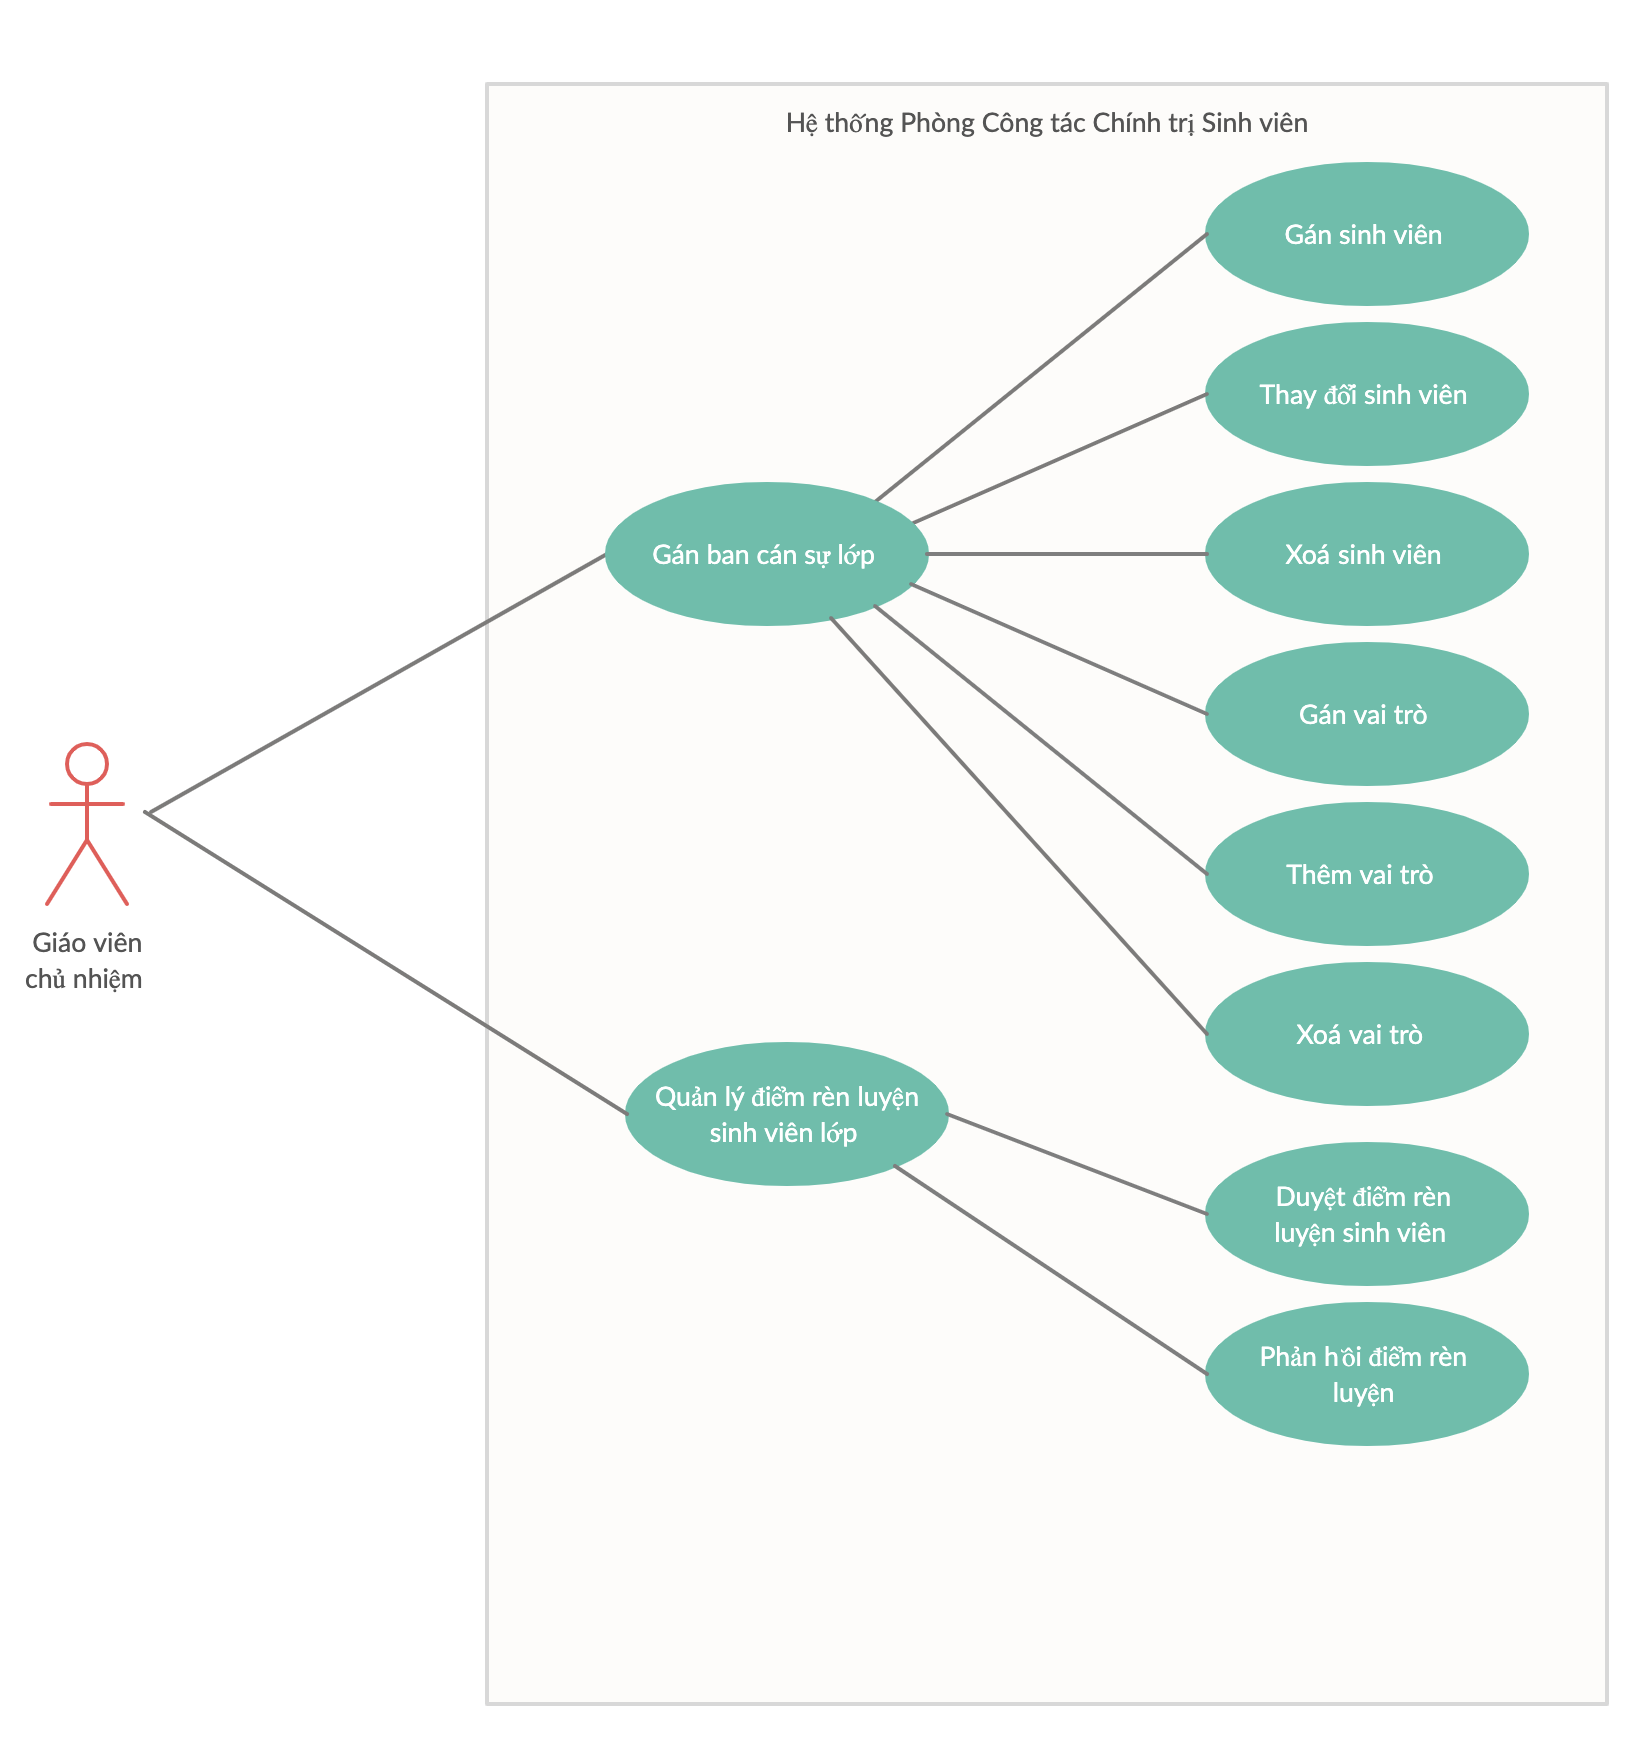 Hệ thống Phòng Công tác Chính trị Sinh viên
Gán sinh viên
Thay đổi sinh viên
Gán ban cán sự lớp
Xoá sinh viên
Gán vai trò
Thêm vai trò
Giáo viên
chủ nhiệm
Xoá vai trò
Quản lý điểm rèn luyện
sinh viên lớp
Duyệt điểm rèn
luyện sinh viên
Phản hồi điểm rèn
luyện